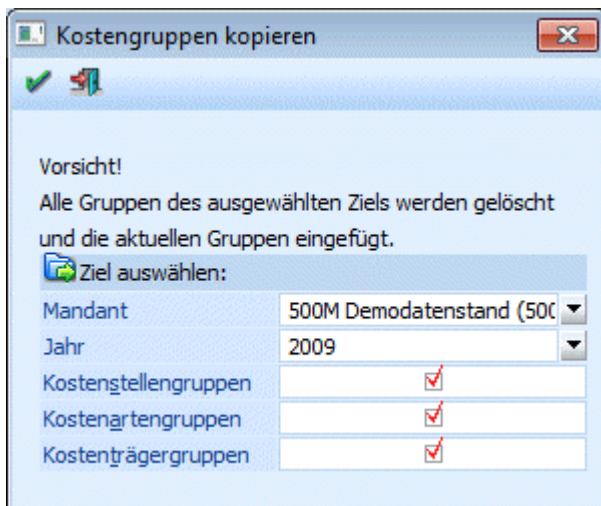 Kostengruppen kopieren
Vorsicht!
Alle Gruppen des ausgewählten Ziels werden gelöscht
und die aktuellen Gruppen eingefügt.
Ziel auswählen:
Mandant 500M Demodatenstand (500
Jahr 2009
Kostenstellengruppen
Kostenartengruppen
Kostenträgergruppen